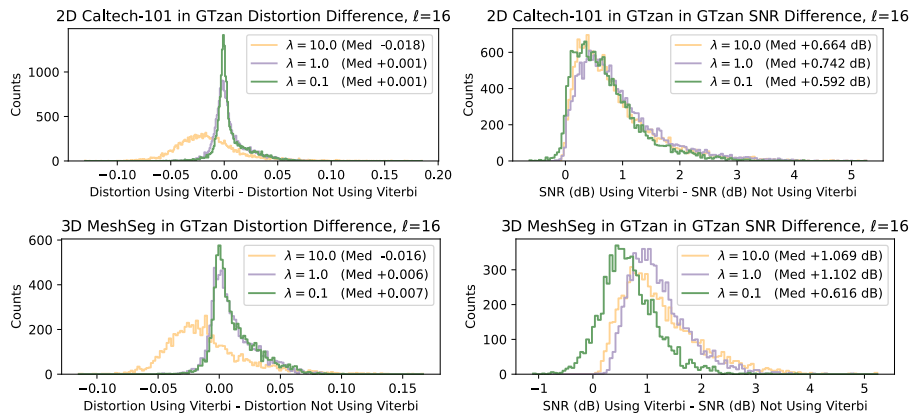 2D Caltech-101 in GTzan Distortion Difference, ℓ=16
Counts
1000
500
0
λ = 10.0 (Med -0.018)
λ = 1.0 (Med +0.001)
λ = 0.1 (Med +0.001)
−0.10 −0.05 0.00 0.05 0.10 0.15 0.20
Distortion Using Viterbi - Distortion Not Using Viterbi
2D Caltech-101 in GTzan in GTzan SNR Difference, ℓ=16
Counts
600
400
200
0
λ = 10.0 (Med +0.664 dB)
λ = 1.0 (Med +0.742 dB)
λ = 0.1 (Med +0.592 dB)
0 1 2 3 4 5
SNR (dB) Using Viterbi - SNR (dB) Not Using Viterbi
3D MeshSeg in GTzan Distortion Difference, ℓ=16
Counts
600
400
200
0
λ = 10.0 (Med -0.016)
λ = 1.0 (Med +0.006)
λ = 0.1 (Med +0.007)
−0.10 −0.05 0.00 0.05 0.10 0.15
Distortion Using Viterbi - Distortion Not Using Viterbi
3D MeshSeg in GTzan in GTzan SNR Difference, ℓ=16
Counts
300
200
100
0
λ = 10.0 (Med +1.069 dB)
λ = 1.0 (Med +1.102 dB)
λ = 0.1 (Med +0.616 dB)
−1 0 1 2 3 4 5
SNR (dB) Using Viterbi - SNR (dB) Not Using Viterbi